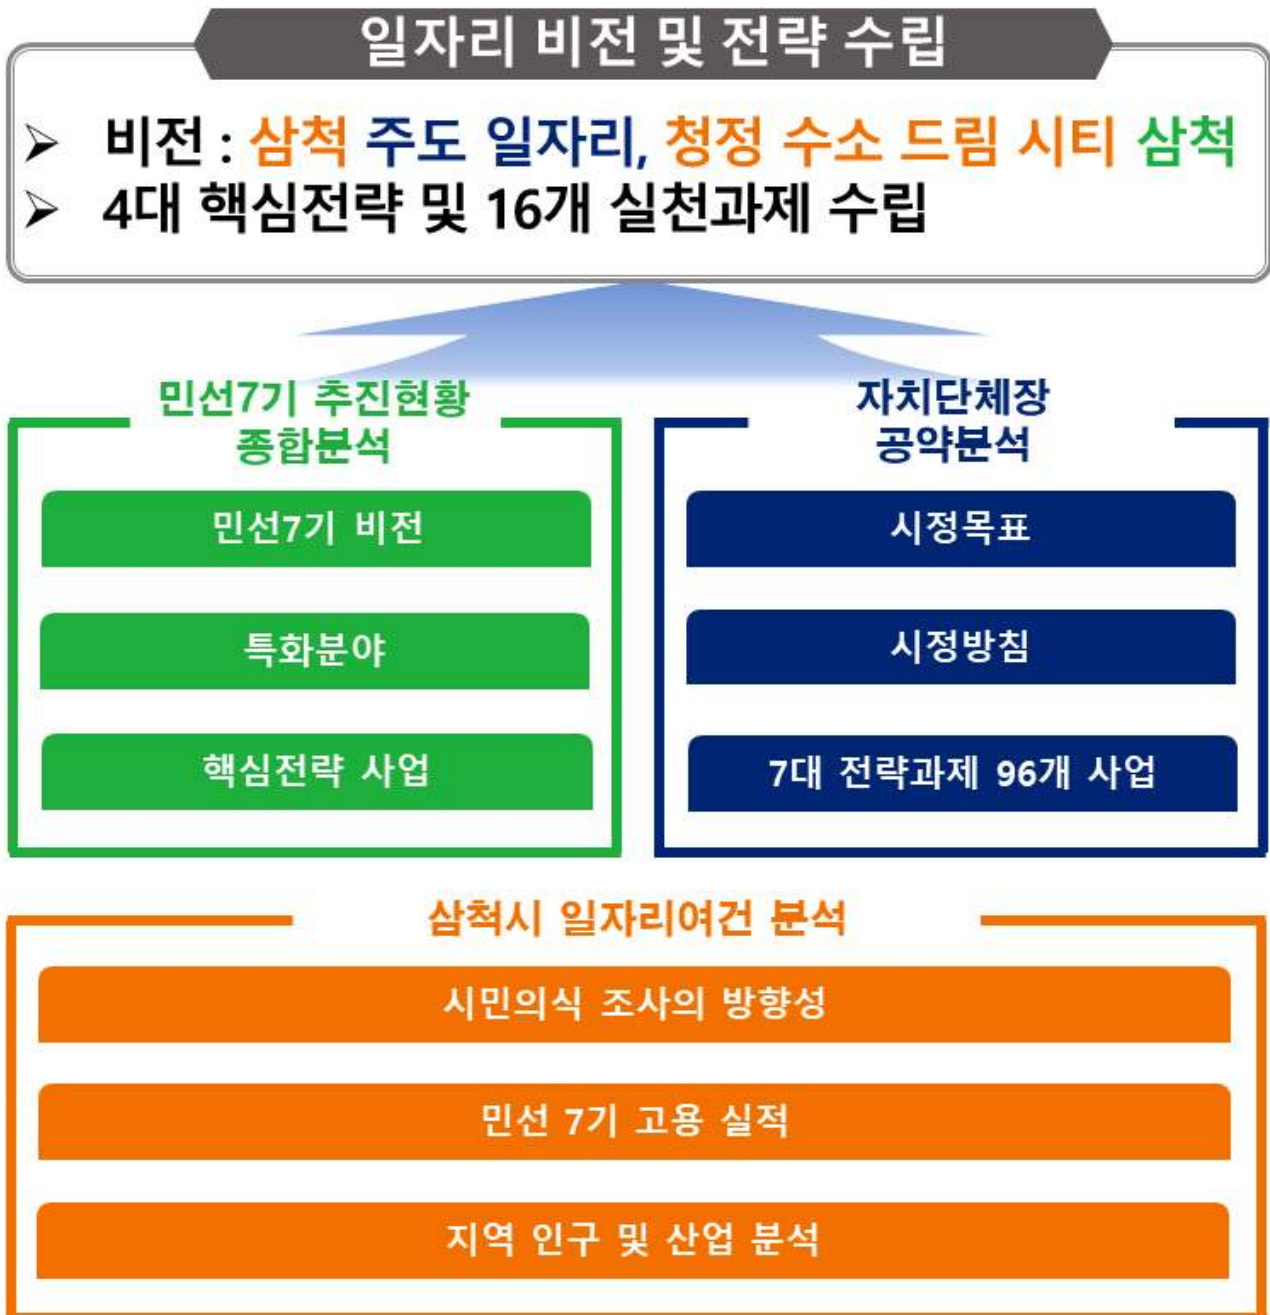 일자리 비전 및 전략 수립
➢ 비전 : 삼척 주도 일자리, 청정 수소 드림 시티 삼척
➢ 4대 핵심전략 및 16개 실천과제 수립
민선7기 추진현황
종합분석
민선7기 비전
특화분야
핵심전략 사업
자치단체장
공약분석
시정목표
시정방침
7대 전략과제 96개 사업
삼척시 일자리여건 분석
시민의식 조사의 방향성
민선 7기 고용 실적
지역 인구 및 산업 분석